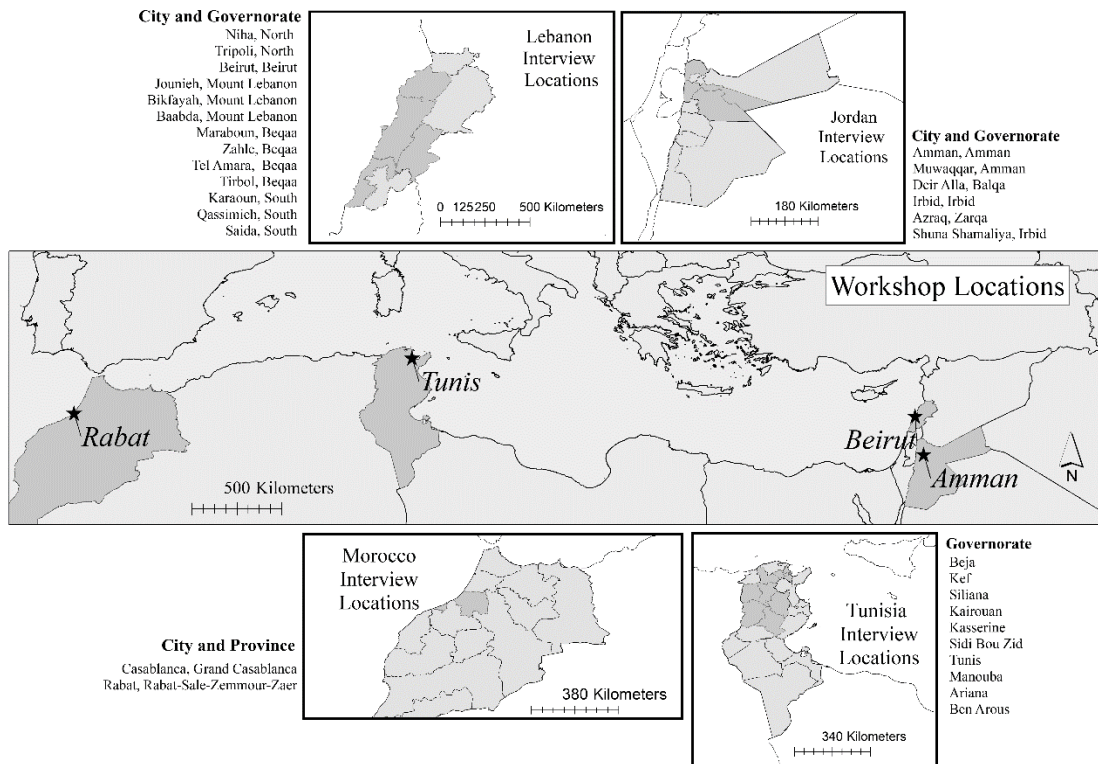 City and Governorate
Niha, North
Tripoli, North
Beirut, Beirut
Jounieh, Mount Lebanon
Bikfayah, Mount Lebanon
Baabda, Mount Lebanon
Maraboun, Beqaa
Zahle, Beqaa
Tel Amara, Beqaa
Tirbol, Beqaa
Karaoun, South
Qassimieh, South
Saida, South
Lebanon
Interview
Locations
0 125250 500 Kilometers
Jordan
Interview
Locations
180 Kilometers
City and Governorate
Amman, Amman
Muwaqqar, Amman
Deir Alla, Balqa
Irbid, Irbid
Azraq, Zarqa
Shuna Shamaliya, Irbid
Workshop Locations
Rabat
Tunis
Beirut
Amman
500 Kilometers
N
City and Province
Casablanca, Grand Casablanca
Rabat, Rabat-Sale-Zemmour-Zaer
Morocco
Interview
Locations
380 Kilometers
Tunisia
Interview
Locations
340 Kilometers
Governorate
Beja
Kef
Siliana
Kairouan
Kasserine
Sidi Bou Zid
Tunis
Manouba
Ariana
Ben Arous